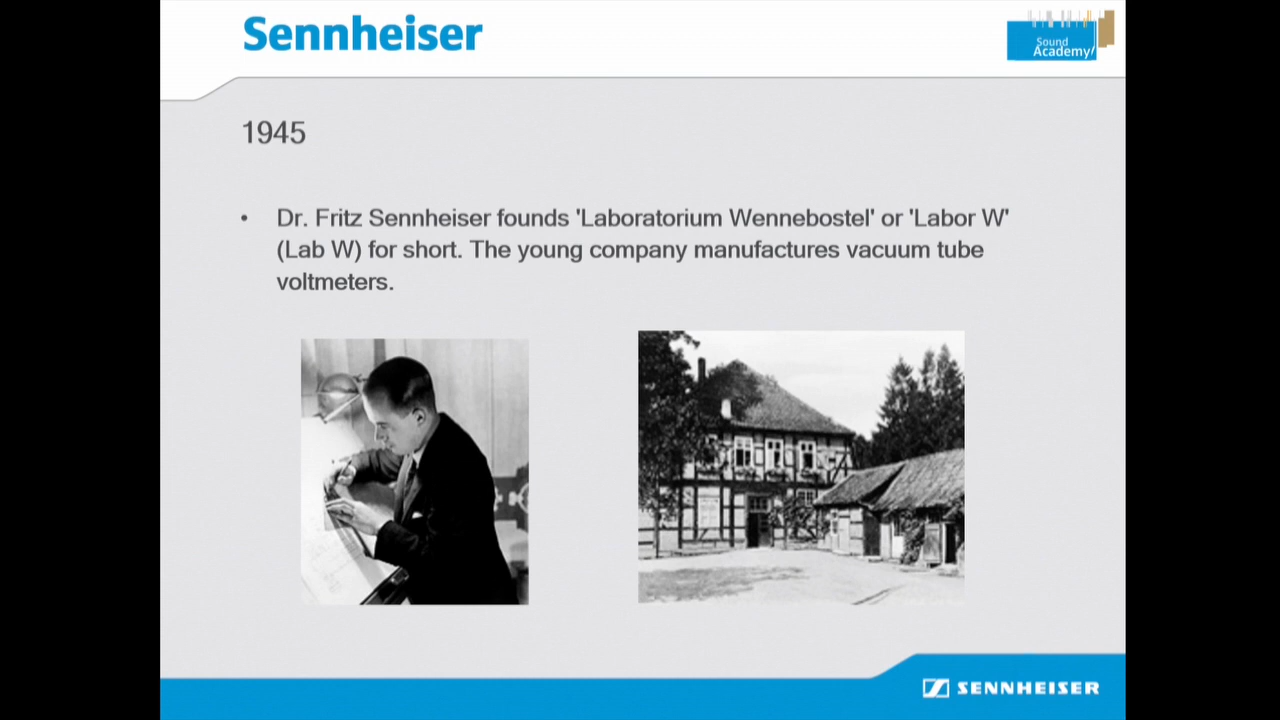 Sennheiser
Sound
Academy/
1945
• Dr. Fritz Sennheiser founds 'Laboratorium Wennebostel' or 'Labor W'
(Lab W) for short. The young company manufactures vacuum tube
voltmeters.
SENNHEISER